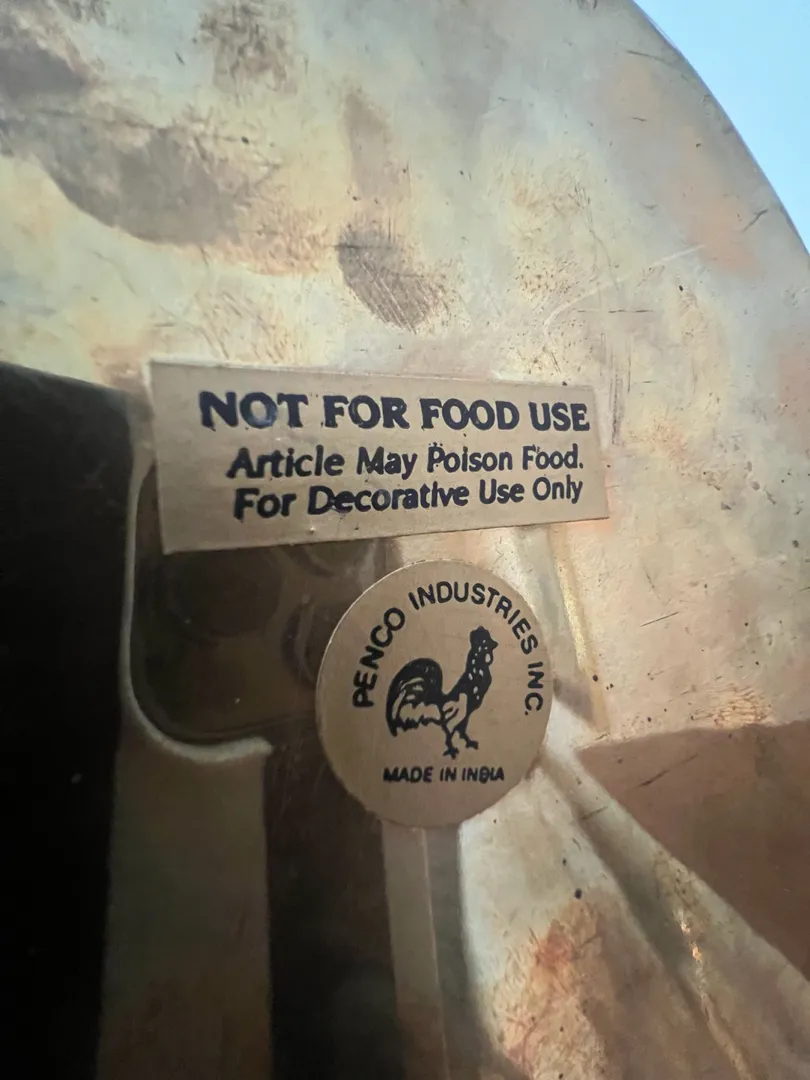 NOT FOR FOOD USE
Article May Poison Food.
For Decorative Use Only
PENCO INDUSTRIES INC.
MADE IN INDIA